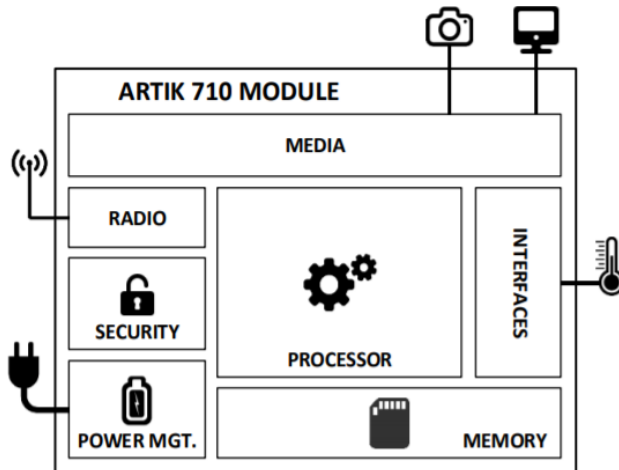 ARTIK 710 MODULE
MEDIA
RADIO
INTERFACES
SECURITY
PROCESSOR
POWER MGT.
MEMORY